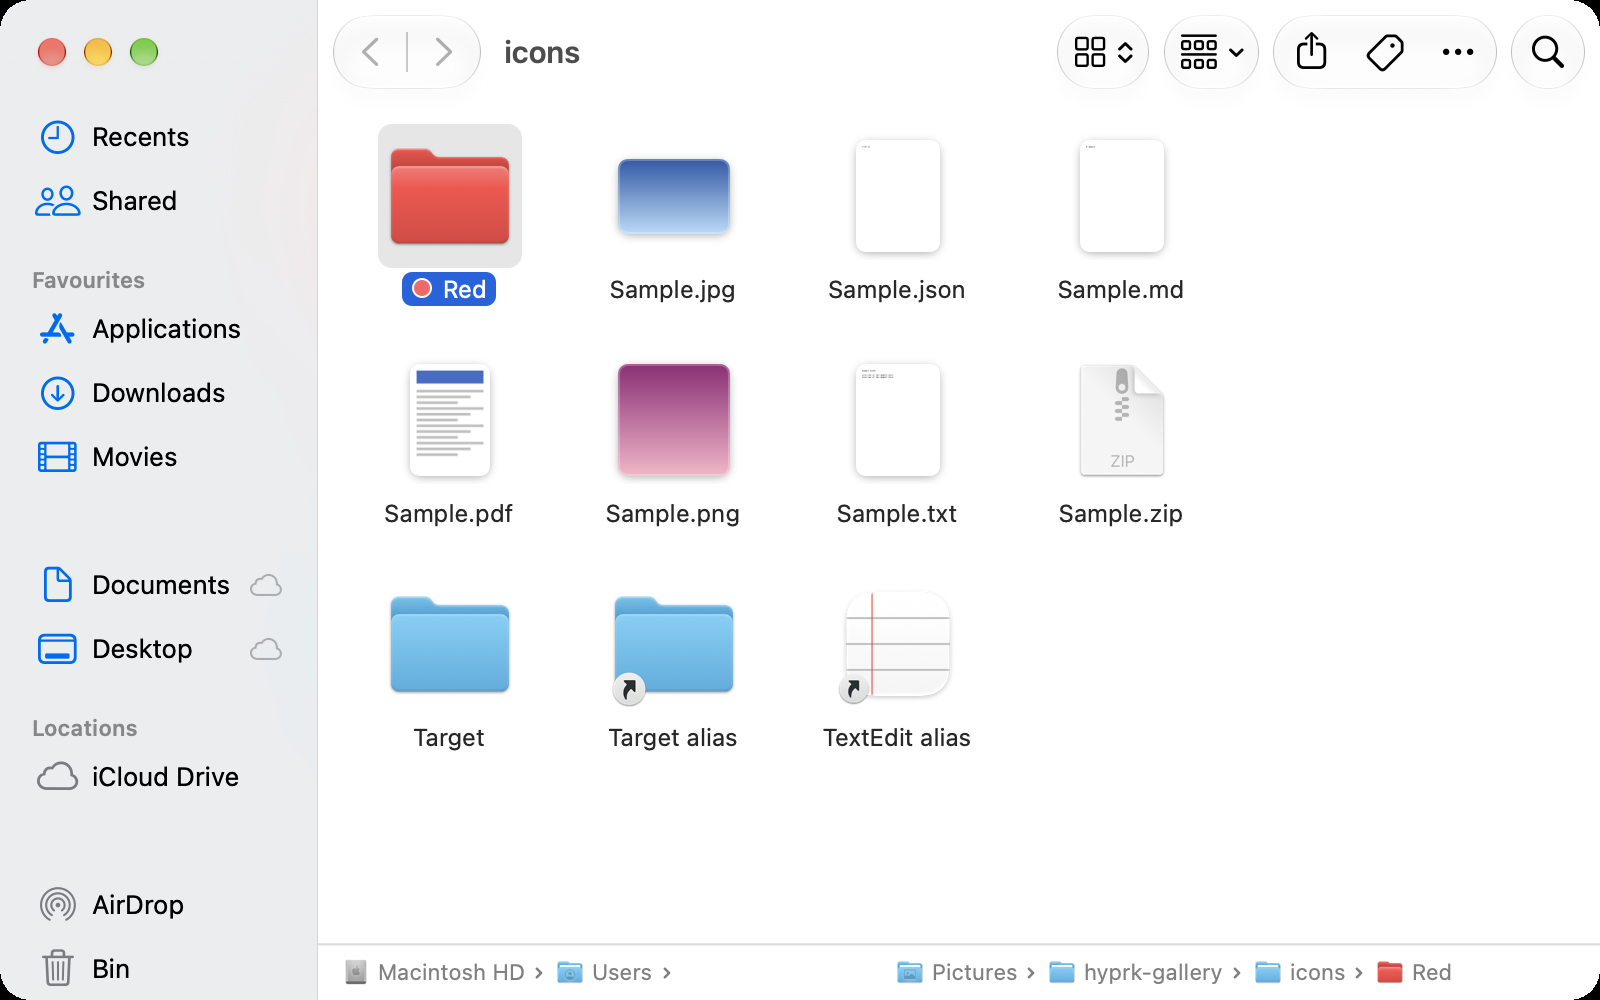 icons
Recents
Shared
Favourites
Applications
Downloads
Movies
Documents
Desktop
Locations
iCloud Drive
AirDrop
Bin
Red
Sample.jpg
Sample.json
Sample.md
Sample.pdf
Sample.png
Sample.txt
ZIP
Sample.zip
Target
Target alias
TextEdit alias
Macintosh HD › Users › Pictures › hyprk-gallery › icons › Red